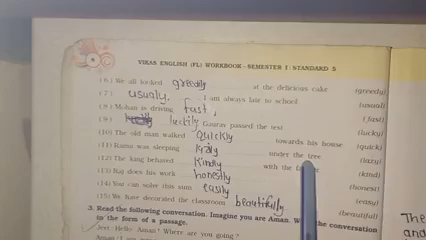 VIKAS ENGLISH (FL) WORKBOOK - SEMESTER I : STANDARD 8
(6) We all looked greedily at the delicious cake (greedy)
(7) usualy, I am always late to school (usual)
(8) Mohan is driving fast, (fast)
(9) luckily Gaurav passed the test (lucky)
(10) The old man walked quickly towards his house (quick)
(11) Ramu was sleeping under the tree (lazy)
(12) The king behaved kindly with the (kind)
(13) Raj does his work honestly (honest)
(14) You can solve this sum easily (easy)
(15) We have decorated the classroom beautifully (beautiful)
3. Read the following conversation. Imagine you are Aman. the conversation
in the form of a passage.
Jeet : Hello Aman! Where are you going?
The
and